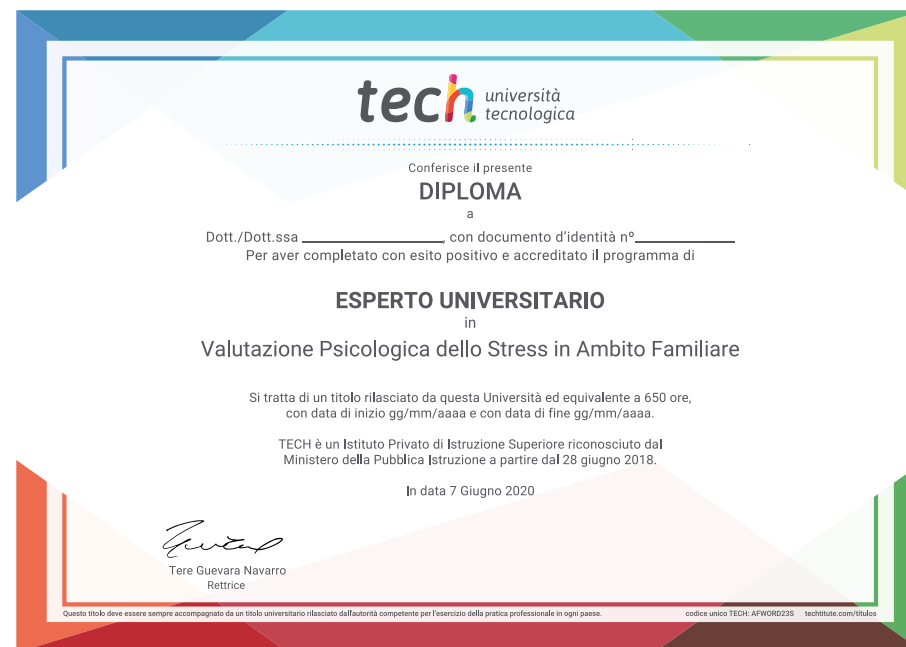 tech università
tecnologica
Conferisce il presente
DIPLOMA
a
Dott./Dott.ssa ____________________, con documento d'identità nº______________
Per aver completato con esito positivo e accreditato il programma di
ESPERTO UNIVERSITARIO
in
Valutazione Psicologica dello Stress in Ambito Familiare
Si tratta di un titolo rilasciato da questa Università ed equivalente a 650 ore,
con data di inizio gg/mm/aaaa e con data di fine gg/mm/aaaa.
TECH è un Istituto Privato di Istruzione Superiore riconosciuto dal
Ministero della Pubblica Istruzione a partire dal 28 giugno 2018.
In data 7 Giugno 2020
Tere Guevara Navarro
Rettrice
Questo titolo deve essere sempre accompagnato da un titolo universitario rilasciato dall'autorità competente per l'esercizio della pratica professionale in ogni paese. codice unico TECH: AFWORD23S techtitute.com/titulos